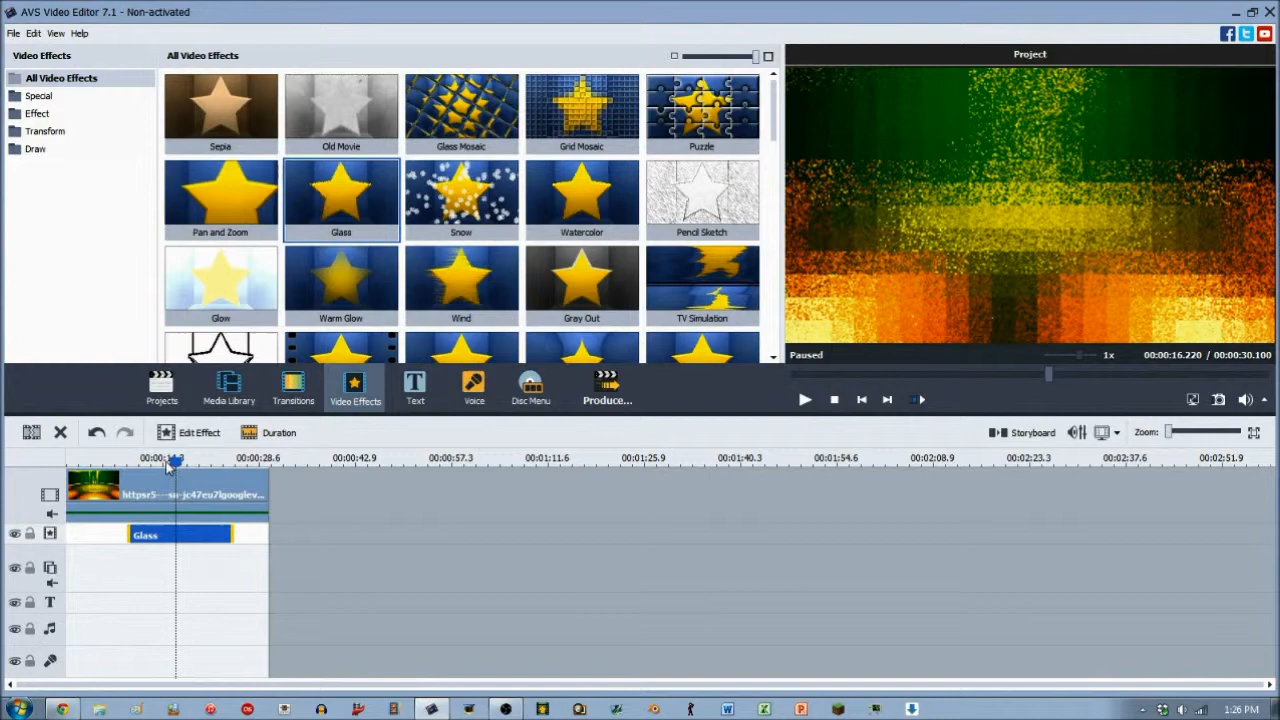 AVS Video Editor 7.1 - Non-activated
File Edit View Help
Video Effects
All Video Effects
Project
All Video Effects
Special
Effect
Transform
Draw
Sepia
Old Movie
Glass Mosaic
Grid Mosaic
Puzzle
Pan and Zoom
Glass
Snow
Watercolor
Pencil Sketch
Glow
Warm Glow
Wind
Gray Out
TV Simulation
Paused
1x
00:00:16.220 / 00:00:30.100
Projects
Media Library
Transitions
Video Effects
Text
Voice
Disc Menu
Produce...
Edit Effect
Duration
Storyboard
Zoom:
00:00:28.6
00:00:42.9
00:00:57.3
00:01:11.6
00:01:25.9
00:01:40.3
00:01:54.6
00:02:08.9
00:02:23.3
00:02:37.6
00:02:51.9
Glass
1:26 PM